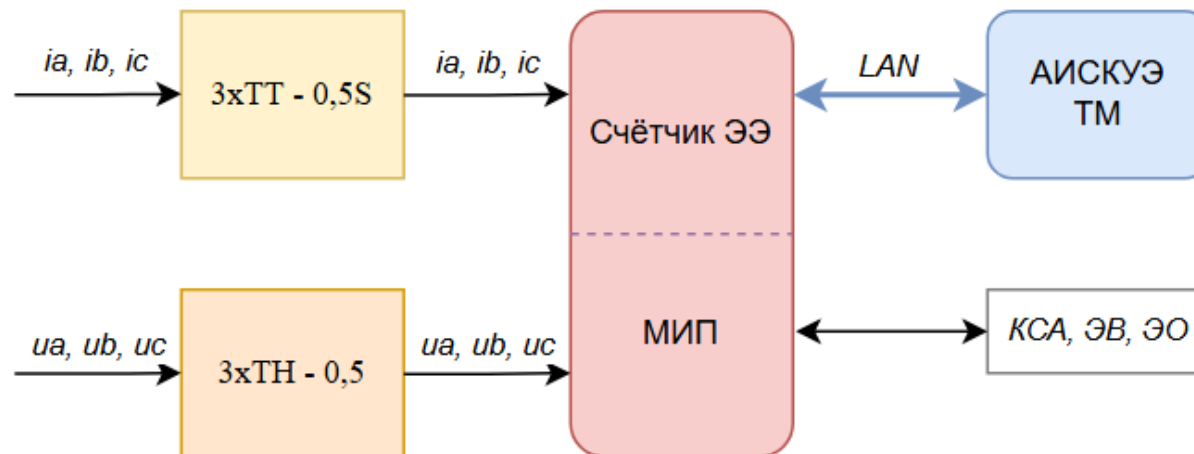 ia, ib, ic
3хТТ - 0,5S
ia, ib, ic
Счётчик ЭЭ
LAN
АИСКУЭ
ТМ
ua, ub, uc
3хТН - 0,5
ua, ub, uc
МИП
КСА, ЭВ, ЭО